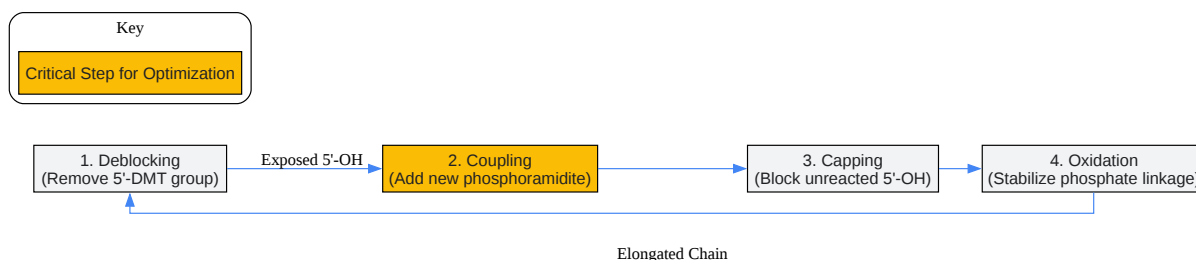 Key
Critical Step for Optimization
1. Deblocking
(Remove 5'-DMT group)
Exposed 5'-OH
2. Coupling
(Add new phosphoramidite)
3. Capping
(Block unreacted 5'-OH)
4. Oxidation
(Stabilize phosphate linkage)
Elongated Chain